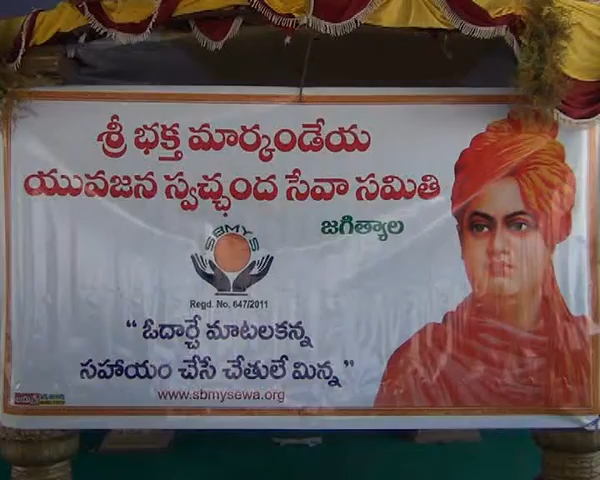 శ్రీ భక్త మార్కండేయ
యువజన స్వచ్ఛంద సేవా సమితి
జగిత్యాల
SBMYS
Regd. No. 647/2011
“ ఓదార్చే మాటలకన్న
సహాయం చేసే చేతులే మిన్న ”
www.sbmysewa.org